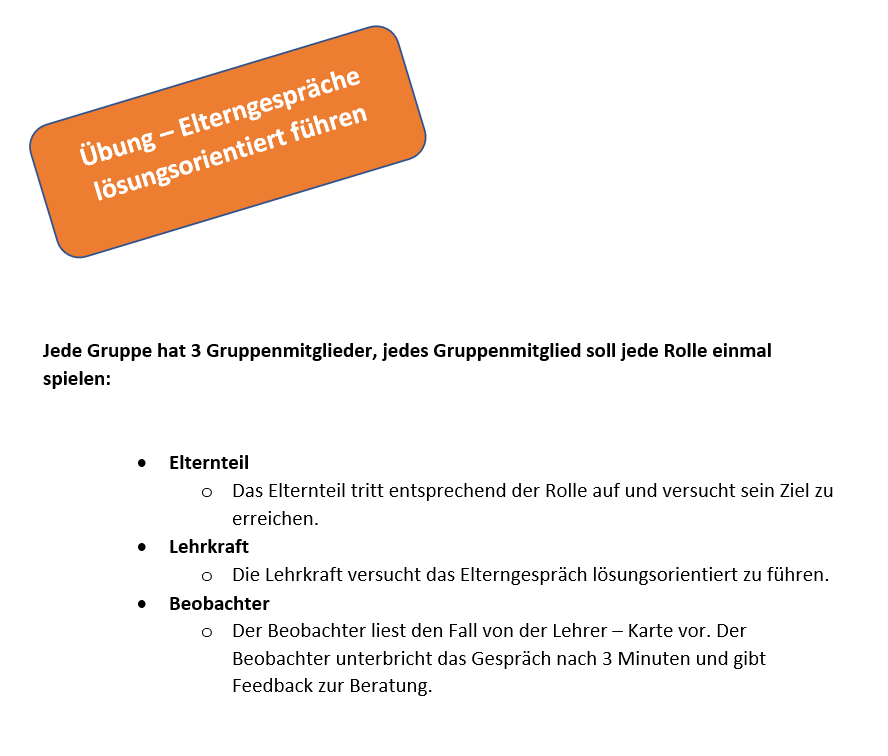 Übung – Elterngespräche
lösungsorientiert führen
Jede Gruppe hat 3 Gruppenmitglieder, jedes Gruppenmitglied soll jede Rolle einmal
spielen:
• Elternteil
o Das Elternteil tritt entsprechend der Rolle auf und versucht sein Ziel zu
erreichen.
• Lehrkraft
o Die Lehrkraft versucht das Elterngespräch lösungsorientiert zu führen.
• Beobachter
o Der Beobachter liest den Fall von der Lehrer – Karte vor. Der
Beobachter unterbricht das Gespräch nach 3 Minuten und gibt
Feedback zur Beratung.